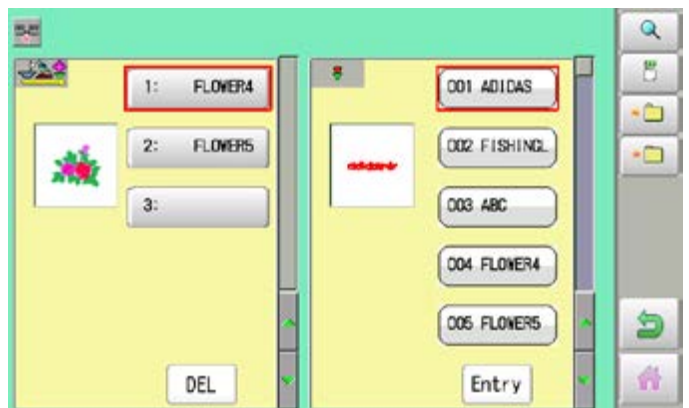 1: FLOWER4
2: FLOWER5
3:
DEL
001 ADIDAS
002 FISHINGL
003 ABC
004 FLOWER4
005 FLOWER5
Entry